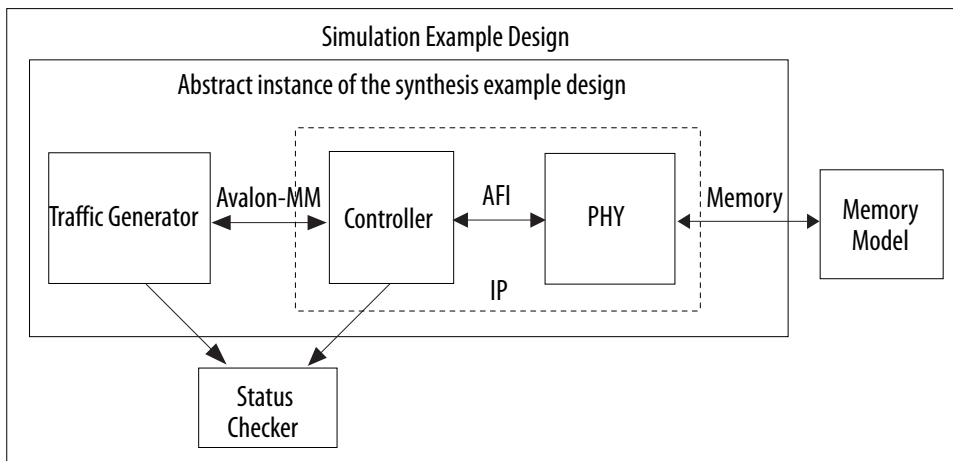 Simulation Example Design
Abstract instance of the synthesis example design
Traffic Generator
Avalon-MM
Controller
AFI
PHY
Memory
Memory
Model
IP
Status
Checker